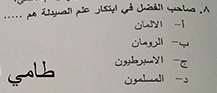 ٨. صاحب الفضل في ابتكار علم الصيدلة هم .....
أ- الالمان
ب- الرومان
ج- الاسبرطيون
د- المسلمون
طامي